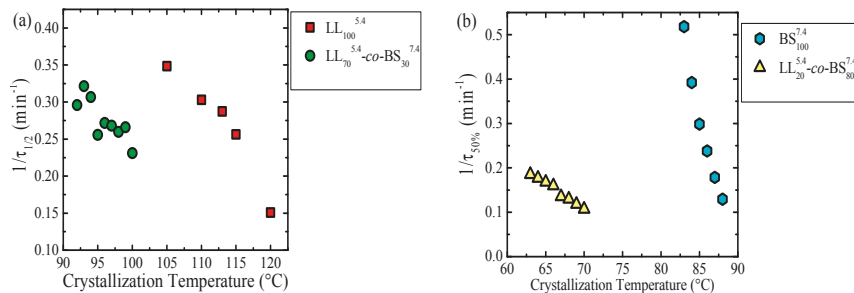 (a)
0.40
0.35
0.30
0.25
0.20
0.15
0.10
1/τ1/2 (min-1)
90 95 100 105 110 115 120
Crystallization Temperature (°C)
LL100 5.4
LL70 5.4-co-BS30 7.4
(b)
0.5
0.4
0.3
0.2
0.1
0.0
1/τ50% (min-1)
60 65 70 75 80 85 90
Crystallization Temperature (°C)
BS100 7.4
LL20 5.4-co-BS80 7.4